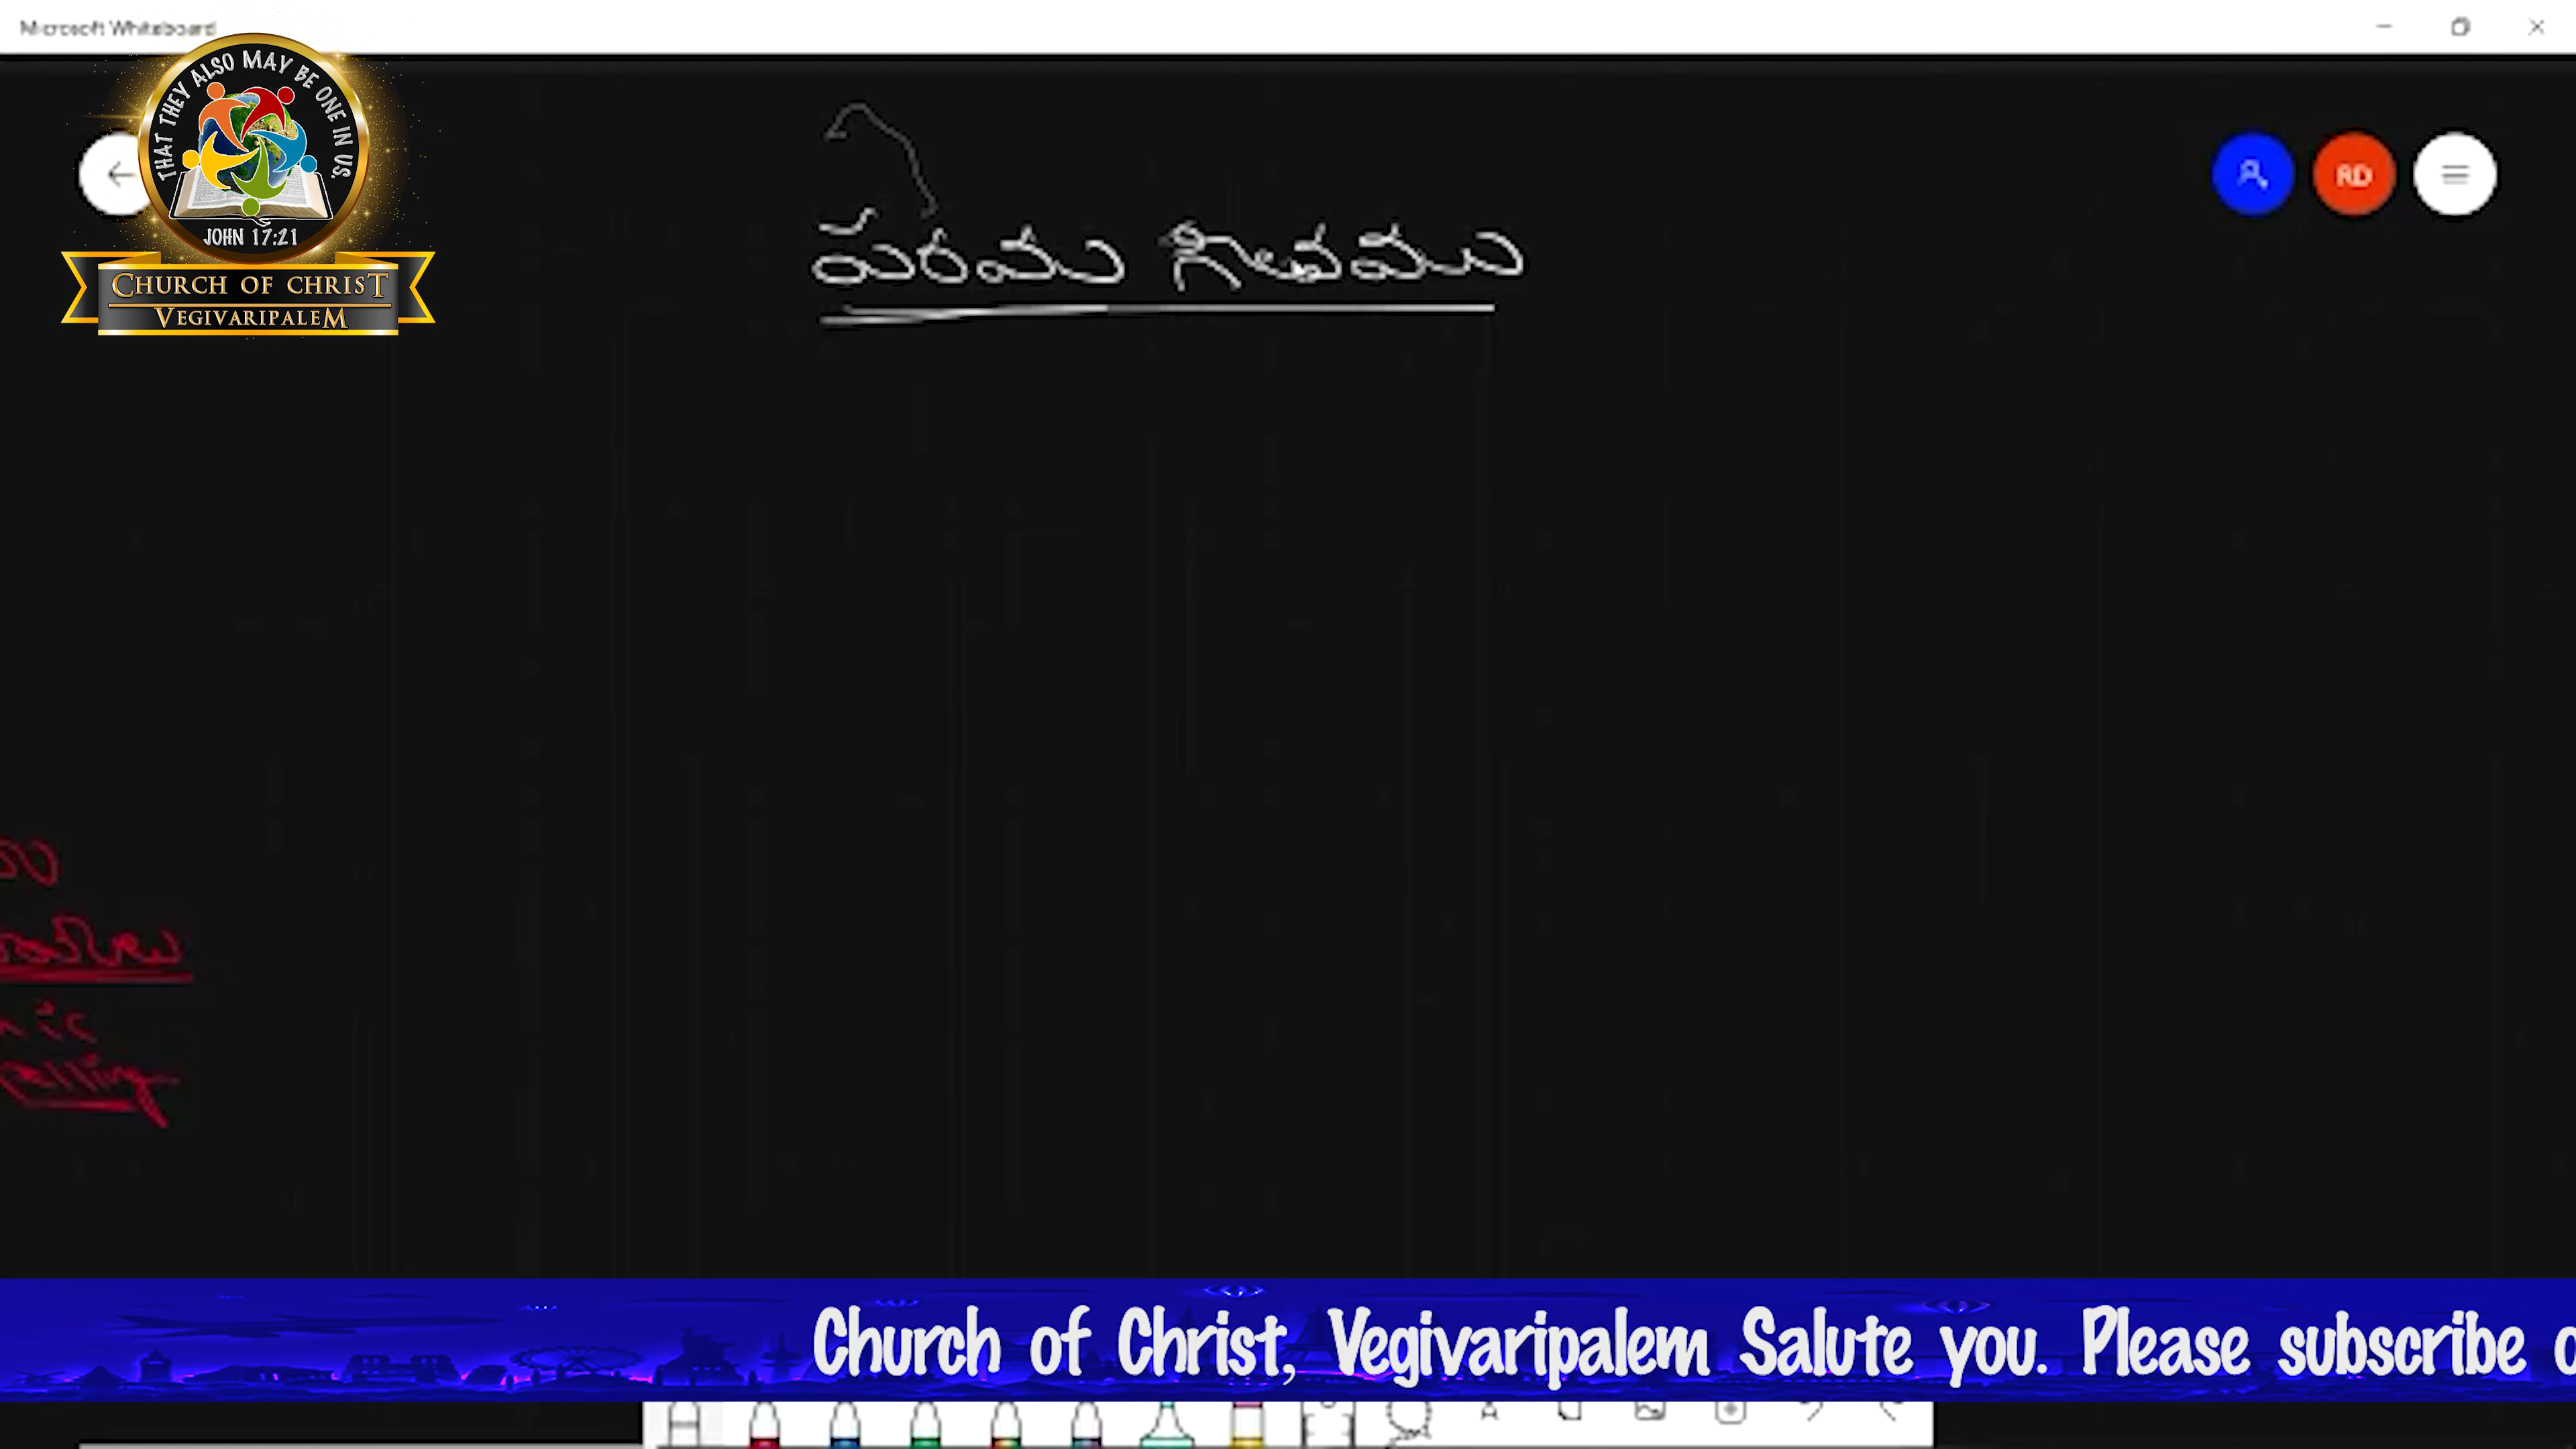 Microsoft Whiteboard
THAT THEY ALSO MAY BE ONE IN US.
JOHN 17:21
CHURCH OF CHRIST
VEGIVARIPALEM
RD
పరమ గీతము
Church of Christ, Vegivaripalem Salute you. Please subscribe